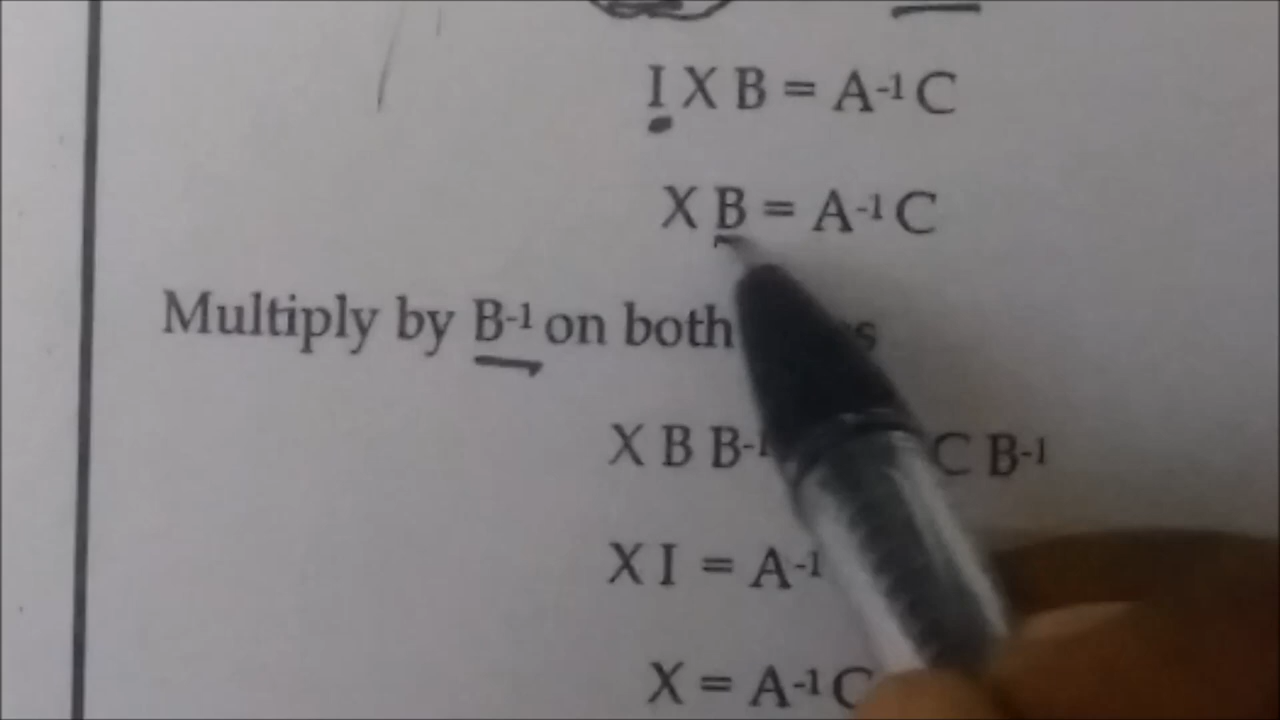 I X B = A-1 C
X B = A-1 C
Multiply by B-1 on both
X B B-1 C B-1
X I = A-1
X = A-1 C